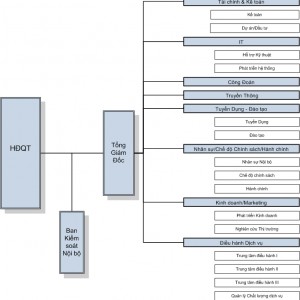 Tài chính & Kế toán
Kế toán
Dự án/Đầu tư
IT
Hỗ trợ Kỹ thuật
Phát triển hệ thống
Công Đoàn
Truyền Thông
Tuyển Dụng - Đào tạo
Tuyển Dụng
Đào tạo
Nhân sự/Chế độ Chính sách/Hành chính
Nhân sự Nội bộ
Chế độ chính sách
Hành chính
Kinh doanh/Marketing
Phát triển Kinh doanh
Nghiên cứu Thị trường
Điều hành Dịch vụ
Trung tâm điều hành I
Trung tâm điều hành II
Trung tâm điều hành III
Quản lý Chất lượng dịch vụ
HĐQT
Tổng
Giám
Đốc
Ban
Kiểm
soát
Nội bộ